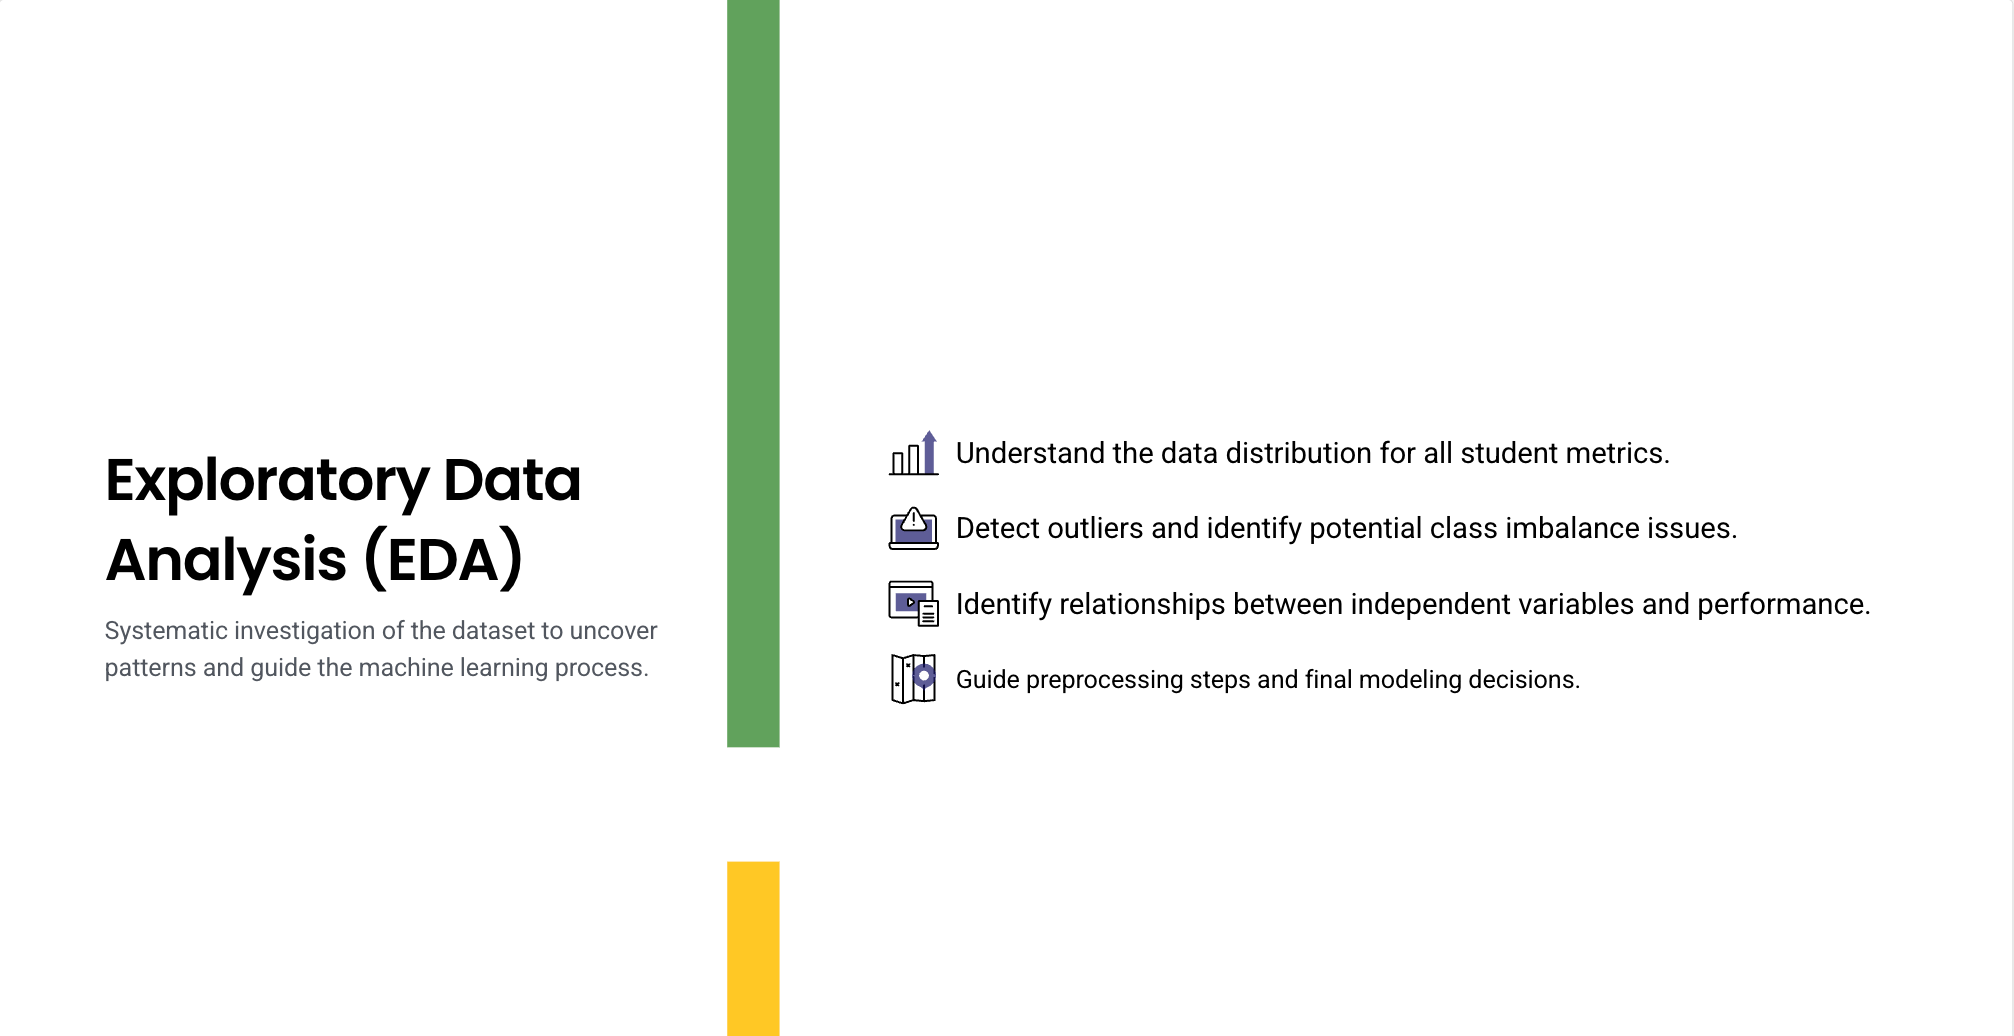 Exploratory Data
Analysis (EDA)
Systematic investigation of the dataset to uncover
patterns and guide the machine learning process.
Understand the data distribution for all student metrics.
Detect outliers and identify potential class imbalance issues.
Identify relationships between independent variables and performance.
Guide preprocessing steps and final modeling decisions.